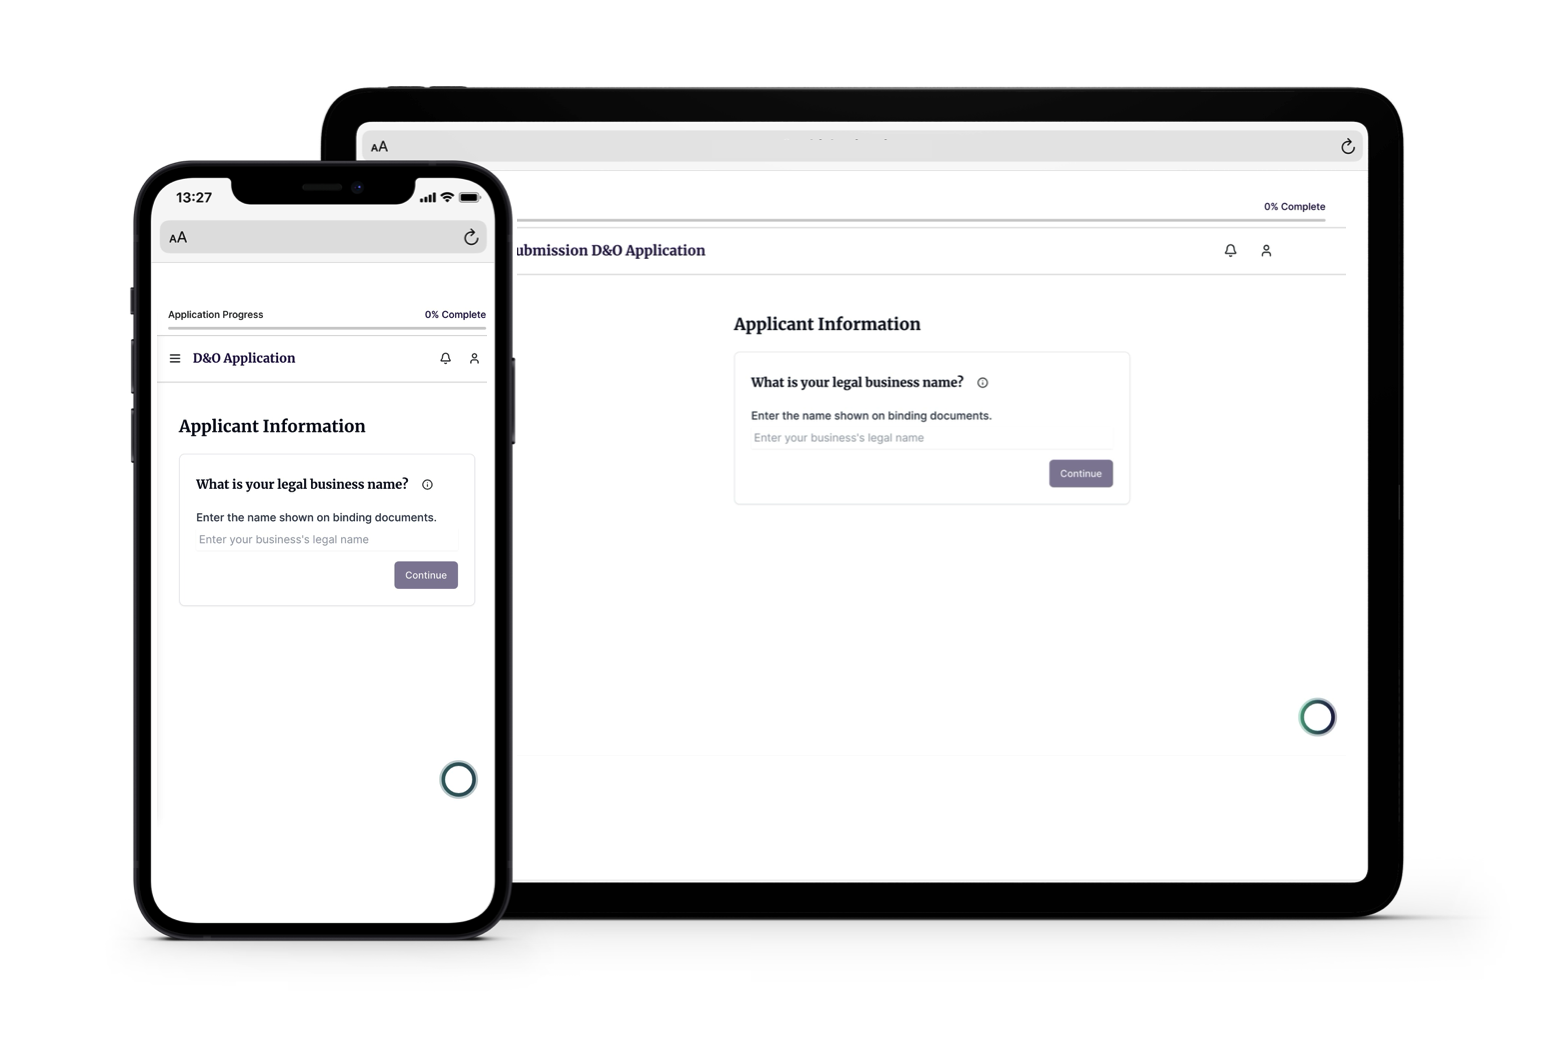 13:27
AA
Application Progress
0% Complete
D&O Application
Applicant Information
What is your legal business name?
Enter the name shown on binding documents.
Enter your business's legal name
Continue
AA
0% Complete
ubmission D&O Application
Applicant Information
What is your legal business name?
Enter the name shown on binding documents.
Enter your business's legal name
Continue